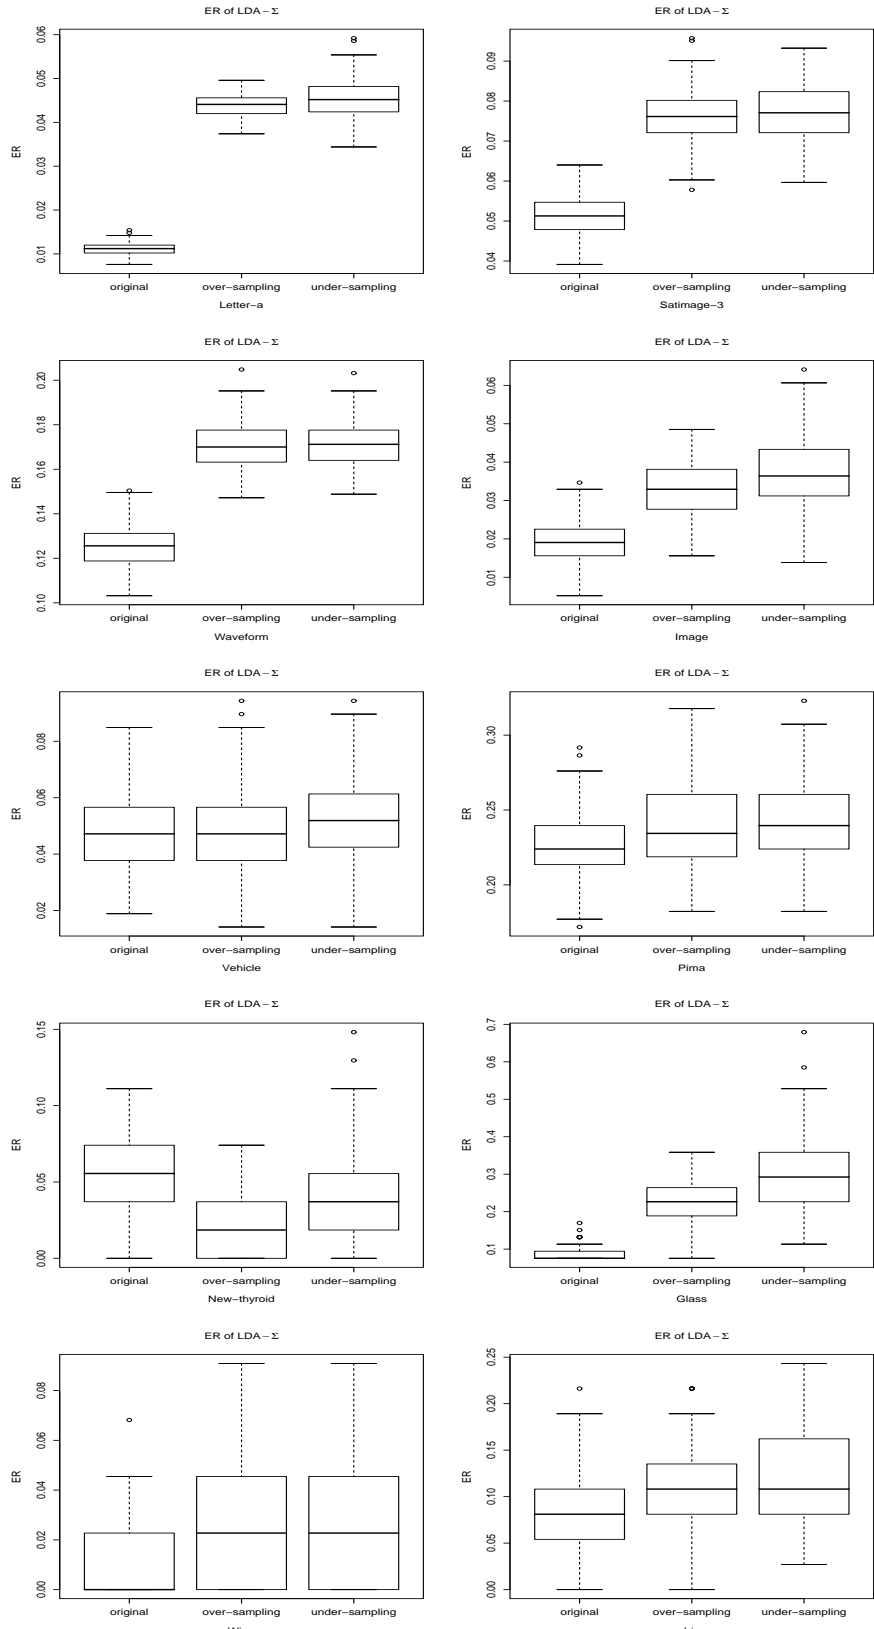 ER of LDA − Σ
ER
0.01 0.02 0.03 0.04 0.05 0.06
original over−sampling under−sampling
Letter−a
ER of LDA − Σ
ER
0.04 0.05 0.06 0.07 0.08 0.09
original over−sampling under−sampling
Satimage−3
ER of LDA − Σ
ER
0.10 0.12 0.14 0.16 0.18 0.20
original over−sampling under−sampling
Waveform
ER of LDA − Σ
ER
0.01 0.02 0.03 0.04 0.05 0.06
original over−sampling under−sampling
Image
ER of LDA − Σ
ER
0.02 0.04 0.06 0.08
original over−sampling under−sampling
Vehicle
ER of LDA − Σ
ER
0.20 0.25 0.30
original over−sampling under−sampling
Pima
ER of LDA − Σ
ER
0.00 0.05 0.10 0.15
original over−sampling under−sampling
New−thyroid
ER of LDA − Σ
ER
0.1 0.2 0.3 0.4 0.5 0.6 0.7
original over−sampling under−sampling
Glass
ER of LDA − Σ
ER
0.00 0.02 0.04 0.06 0.08
original over−sampling under−sampling
ER of LDA − Σ
ER
0.00 0.05 0.10 0.15 0.20 0.25
original over−sampling under−sampling